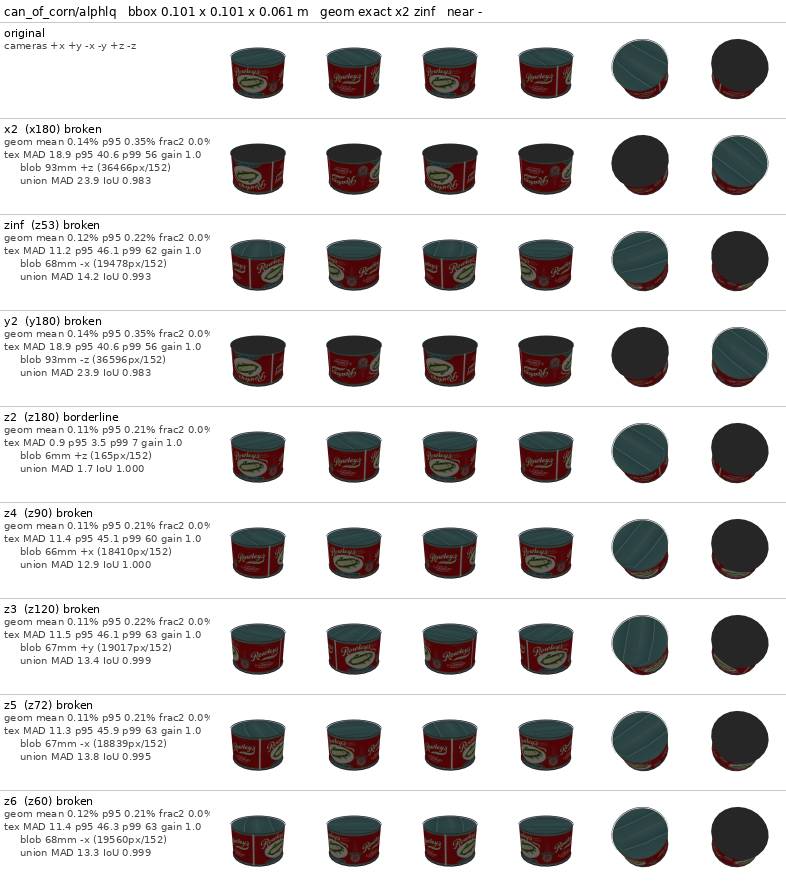 can_of_corn/alphlq bbox 0.101 x 0.101 x 0.061 m geom exact x2 zinf near -
original
cameras +x +y -x -y +z -z
x2 (x180) broken
geom mean 0.14% p95 0.35% frac2 0.0%
tex MAD 18.9 p95 40.6 p99 56 gain 1.0
blob 93mm +z (36466px/152)
union MAD 23.9 IoU 0.983
zinf (z53) broken
geom mean 0.12% p95 0.22% frac2 0.0%
tex MAD 11.2 p95 46.1 p99 62 gain 1.0
blob 68mm -x (19478px/152)
union MAD 14.2 IoU 0.993
y2 (y180) broken
geom mean 0.14% p95 0.35% frac2 0.0%
tex MAD 18.9 p95 40.6 p99 56 gain 1.0
blob 93mm -z (36596px/152)
union MAD 23.9 IoU 0.983
z2 (z180) borderline
geom mean 0.11% p95 0.21% frac2 0.0%
tex MAD 0.9 p95 3.5 p99 7 gain 1.0
blob 6mm +z (165px/152)
union MAD 1.7 IoU 1.000
z4 (z90) broken
geom mean 0.11% p95 0.21% frac2 0.0%
tex MAD 11.4 p95 45.1 p99 60 gain 1.0
blob 66mm +x (18410px/152)
union MAD 12.9 IoU 1.000
z3 (z120) broken
geom mean 0.11% p95 0.22% frac2 0.0%
tex MAD 11.5 p95 46.1 p99 63 gain 1.0
blob 67mm +y (19017px/152)
union MAD 13.4 IoU 0.999
z5 (z72) broken
geom mean 0.11% p95 0.21% frac2 0.0%
tex MAD 11.3 p95 45.9 p99 63 gain 1.0
blob 67mm -x (18839px/152)
union MAD 13.8 IoU 0.995
z6 (z60) broken
geom mean 0.12% p95 0.21% frac2 0.0%
tex MAD 11.4 p95 46.3 p99 63 gain 1.0
blob 68mm -x (19560px/152)
union MAD 13.3 IoU 0.999